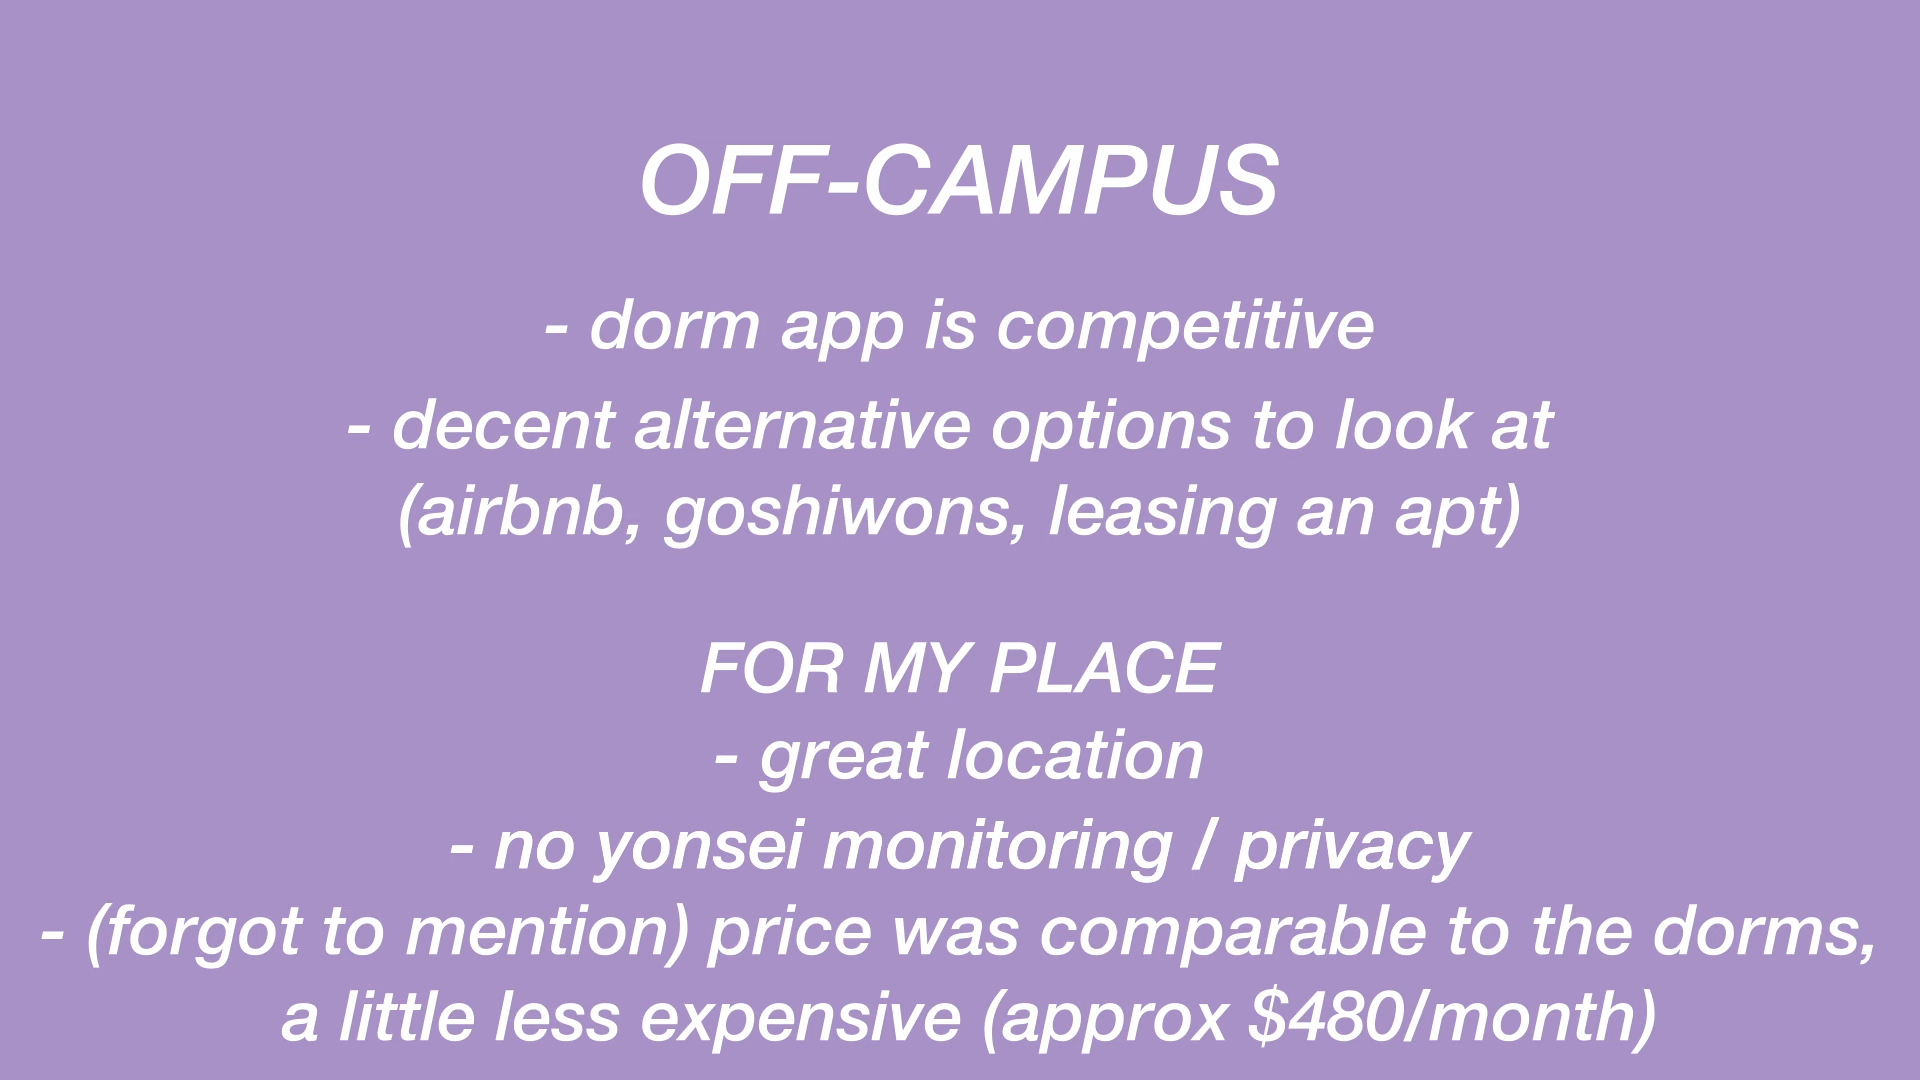 OFF-CAMPUS
- dorm app is competitive
- decent alternative options to look at
(airbnb, goshiwons, leasing an apt)
FOR MY PLACE
- great location
- no yonsei monitoring / privacy
- (forgot to mention) price was comparable to the dorms,
a little less expensive (approx $480/month)